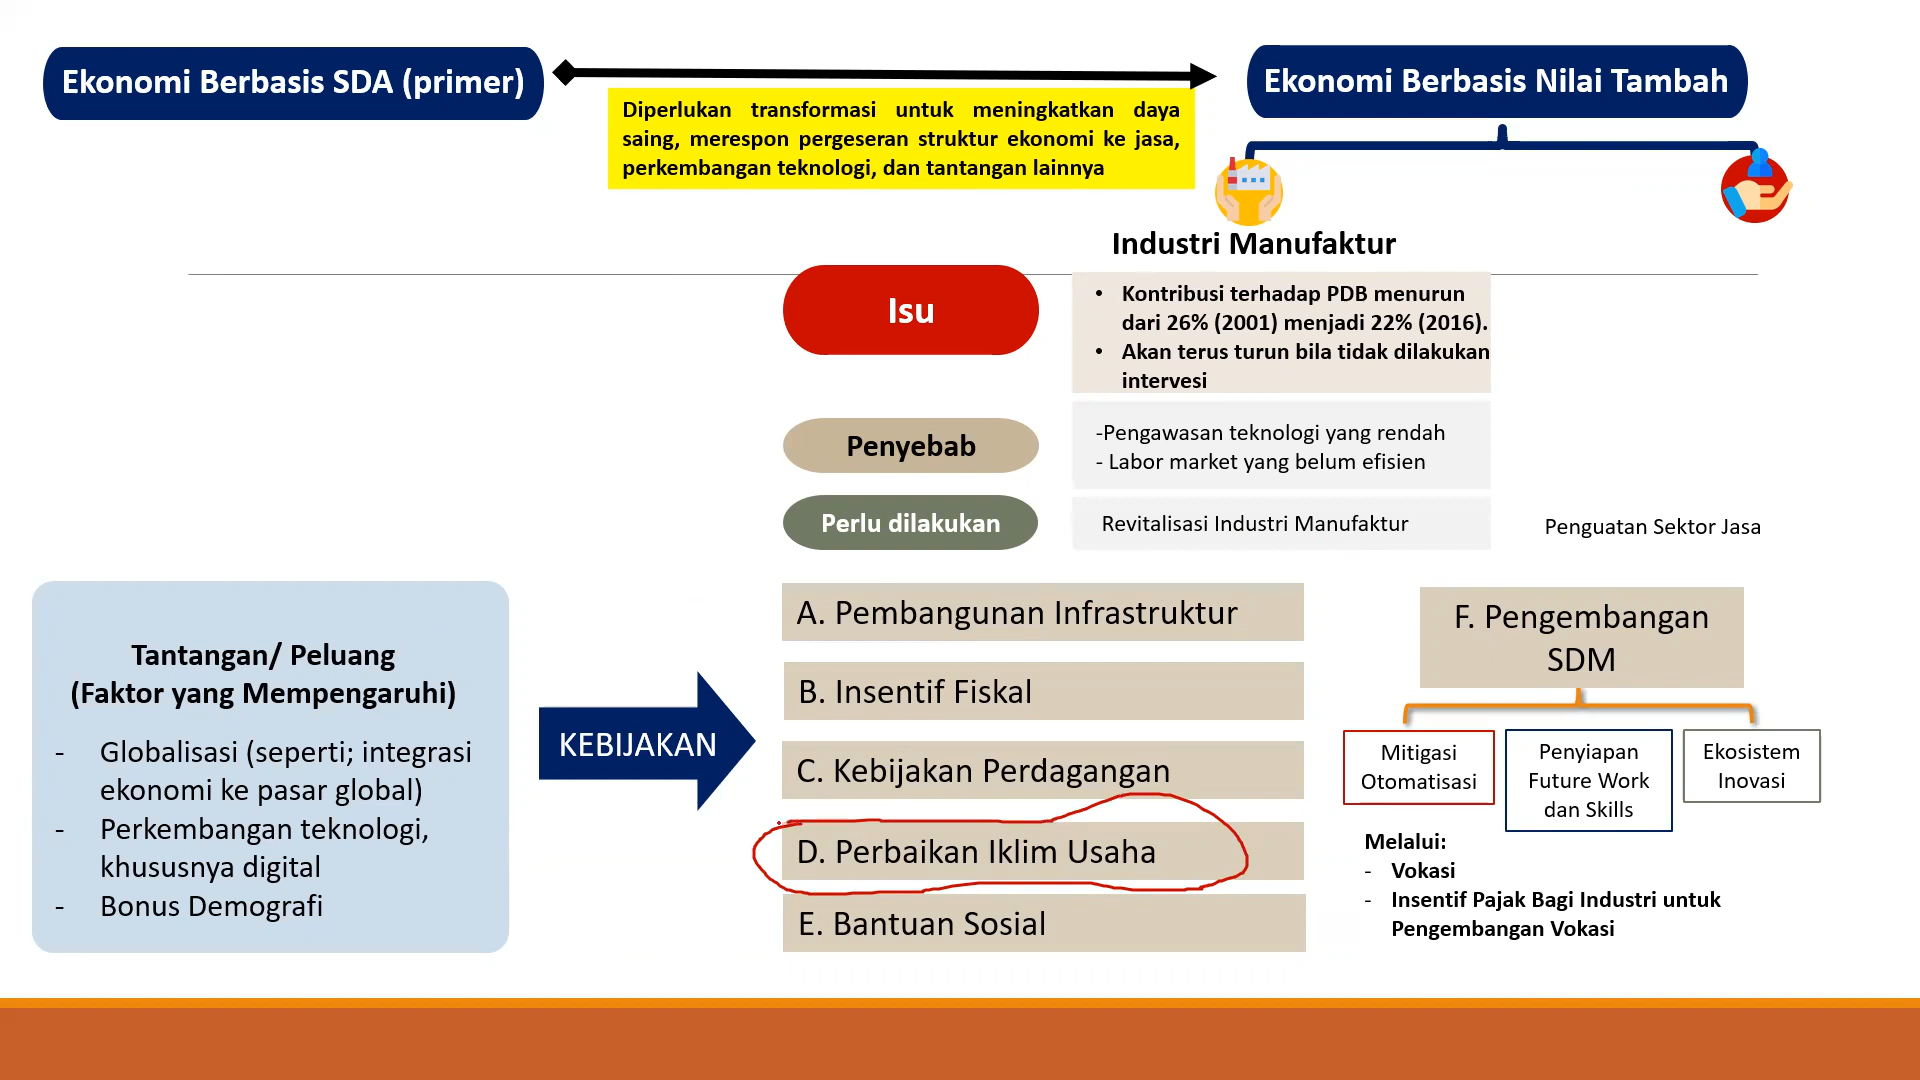 Ekonomi Berbasis SDA (primer)
Ekonomi Berbasis Nilai Tambah
Diperlukan transformasi untuk meningkatkan daya
saing, merespon pergeseran struktur ekonomi ke jasa,
perkembangan teknologi, dan tantangan lainnya
Industri Manufaktur
Isu
• Kontribusi terhadap PDB menurun
dari 26% (2001) menjadi 22% (2016).
• Akan terus turun bila tidak dilakukan
intervesi
Penyebab
-Pengawasan teknologi yang rendah
- Labor market yang belum efisien
Perlu dilakukan
Revitalisasi Industri Manufaktur
Penguatan Sektor Jasa
Tantangan/ Peluang
(Faktor yang Mempengaruhi)
- Globalisasi (seperti; integrasi
ekonomi ke pasar global)
- Perkembangan teknologi,
khususnya digital
- Bonus Demografi
KEBIJAKAN
A. Pembangunan Infrastruktur
B. Insentif Fiskal
C. Kebijakan Perdagangan
D. Perbaikan Iklim Usaha
E. Bantuan Sosial
F. Pengembangan
SDM
Mitigasi
Otomatisasi
Penyiapan
Future Work
dan Skills
Ekosistem
Inovasi
Melalui:
- Vokasi
- Insentif Pajak Bagi Industri untuk
Pengembangan Vokasi